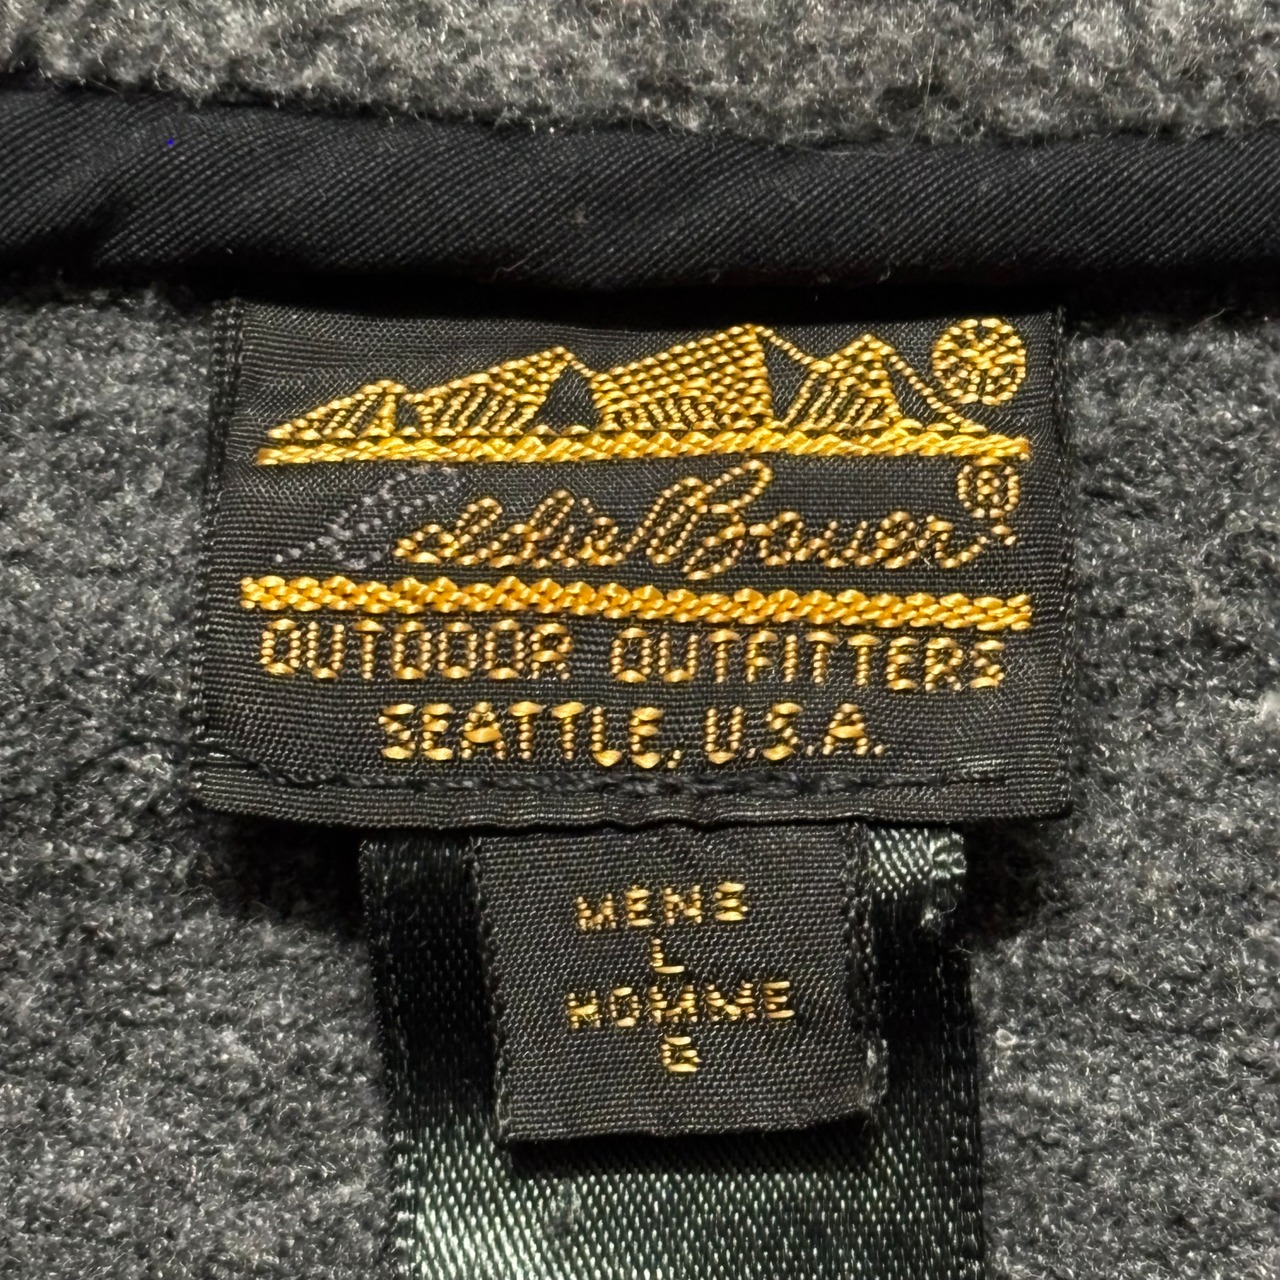 Eddie Bauer®
OUTDOOR OUTFITTERS
SEATTLE, U.S.A.
MENS
L
HOMME
G